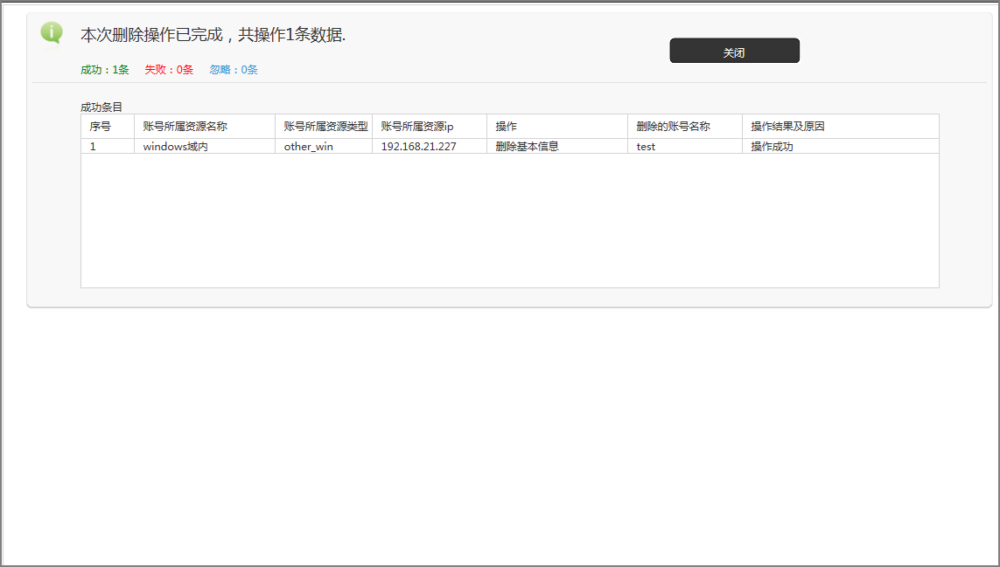 本次删除操作已完成，共操作1条数据.
关闭
成功：1条 失败：0条 忽略：0条
成功条目
序号 账号所属资源名称 账号所属资源类型 账号所属资源ip 操作 删除的账号名称 操作结果及原因
1 windows域内 other_win 192.168.21.227 删除基本信息 test 操作成功